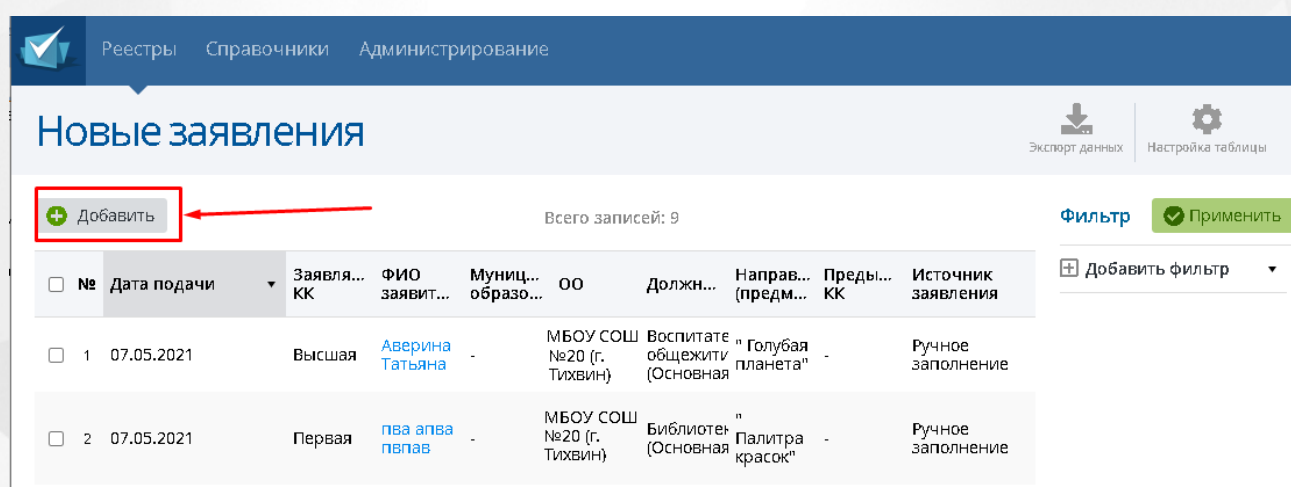 Реестры Справочники Администрирование
Новые заявления
Экспорт данных Настройка таблицы
Добавить
Всего записей: 9
Фильтр Применить
Добавить фильтр
№ Дата подачи Заявля... КК ФИО заявит... Муниц... образо... ОО Должн... Направ... (предм... Преды... КК Источник заявления
1 07.05.2021 Высшая Аверина Татьяна - МБОУ СОШ №20 (г. Тихвин) Воспитате общежити (Основная " Голубая планета" - Ручное заполнение
2 07.05.2021 Первая пва апва пвпав - МБОУ СОШ №20 (г. Тихвин) Библиотек (Основная " Палитра красок" - Ручное заполнение